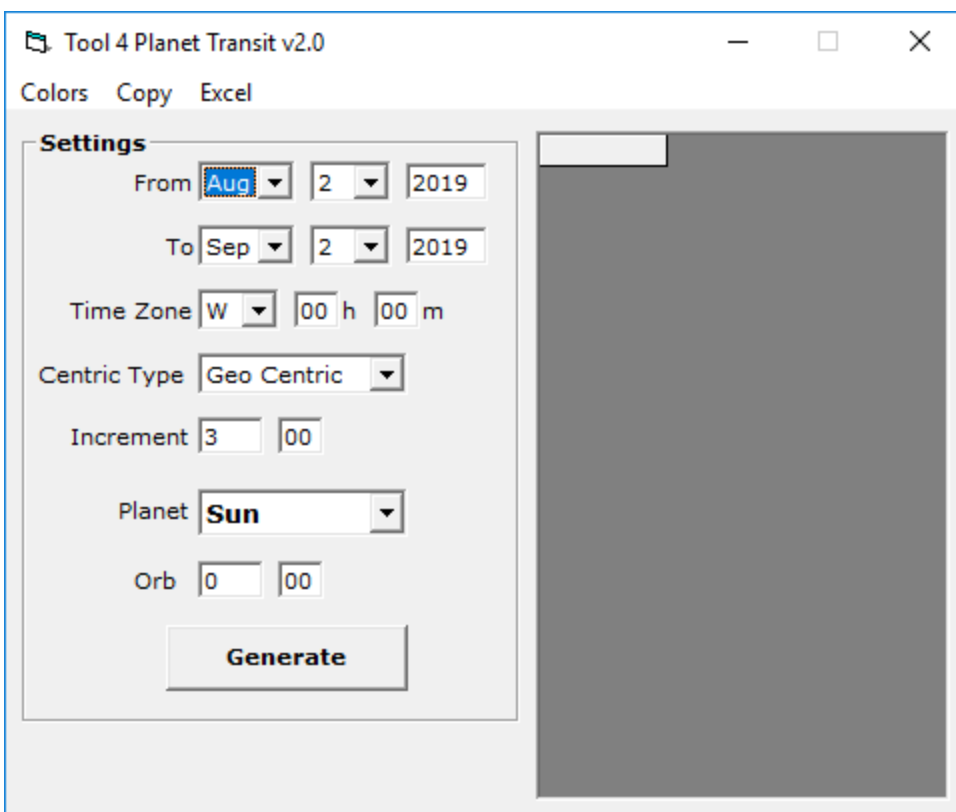 Tool 4 Planet Transit v2.0
Colors Copy Excel
Settings
From Aug 2 2019
To Sep 2 2019
Time Zone W 00 h 00 m
Centric Type Geo Centric
Increment 3 00
Planet Sun
Orb 0 00
Generate